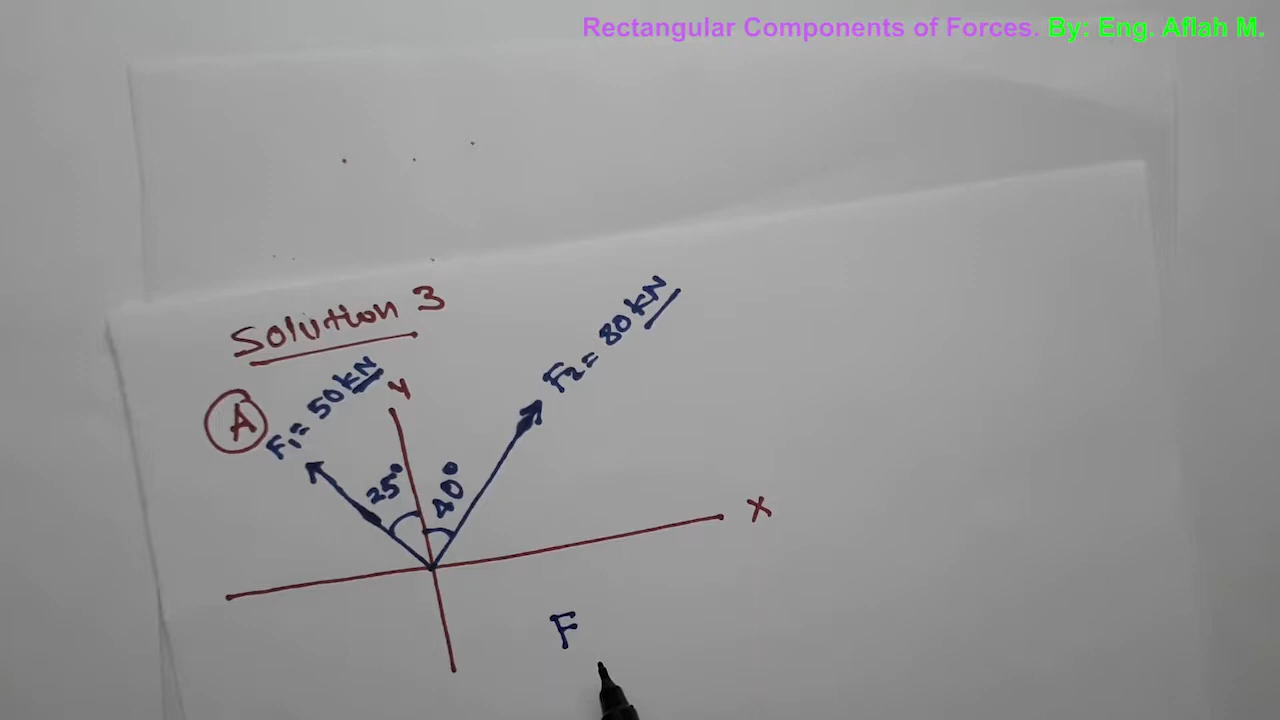 Rectangular Components of Forces. By: Eng. Aflah M.
Solution 3
A
F1 = 50 kN
Y
F2 = 80 kN
25°
40°
X
F